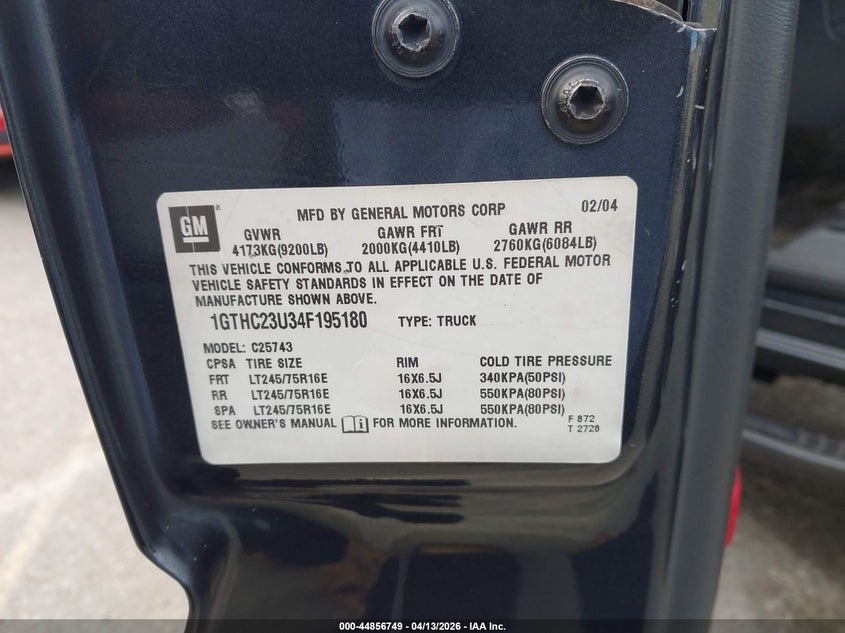 GM
MFD BY GENERAL MOTORS CORP 02/04
GVWR GAWR FRT GAWR RR
4173KG(9200LB) 2000KG(4410LB) 2760KG(6084LB)
THIS VEHICLE CONFORMS TO ALL APPLICABLE U.S. FEDERAL MOTOR
VEHICLE SAFETY STANDARDS IN EFFECT ON THE DATE OF
MANUFACTURE SHOWN ABOVE.
1GTHC23U34F195180 TYPE: TRUCK
MODEL: C25743
CPSA TIRE SIZE RIM COLD TIRE PRESSURE
FRT LT245/75R16E 16X6.5J 340KPA(50PSI)
RR LT245/75R16E 16X6.5J 550KPA(80PSI)
SPA LT245/75R16E 16X6.5J 550KPA(80PSI)
SEE OWNER'S MANUAL FOR MORE INFORMATION.
F 872
T 2728
000-44856749 - 04/13/2026 - IAA Inc.